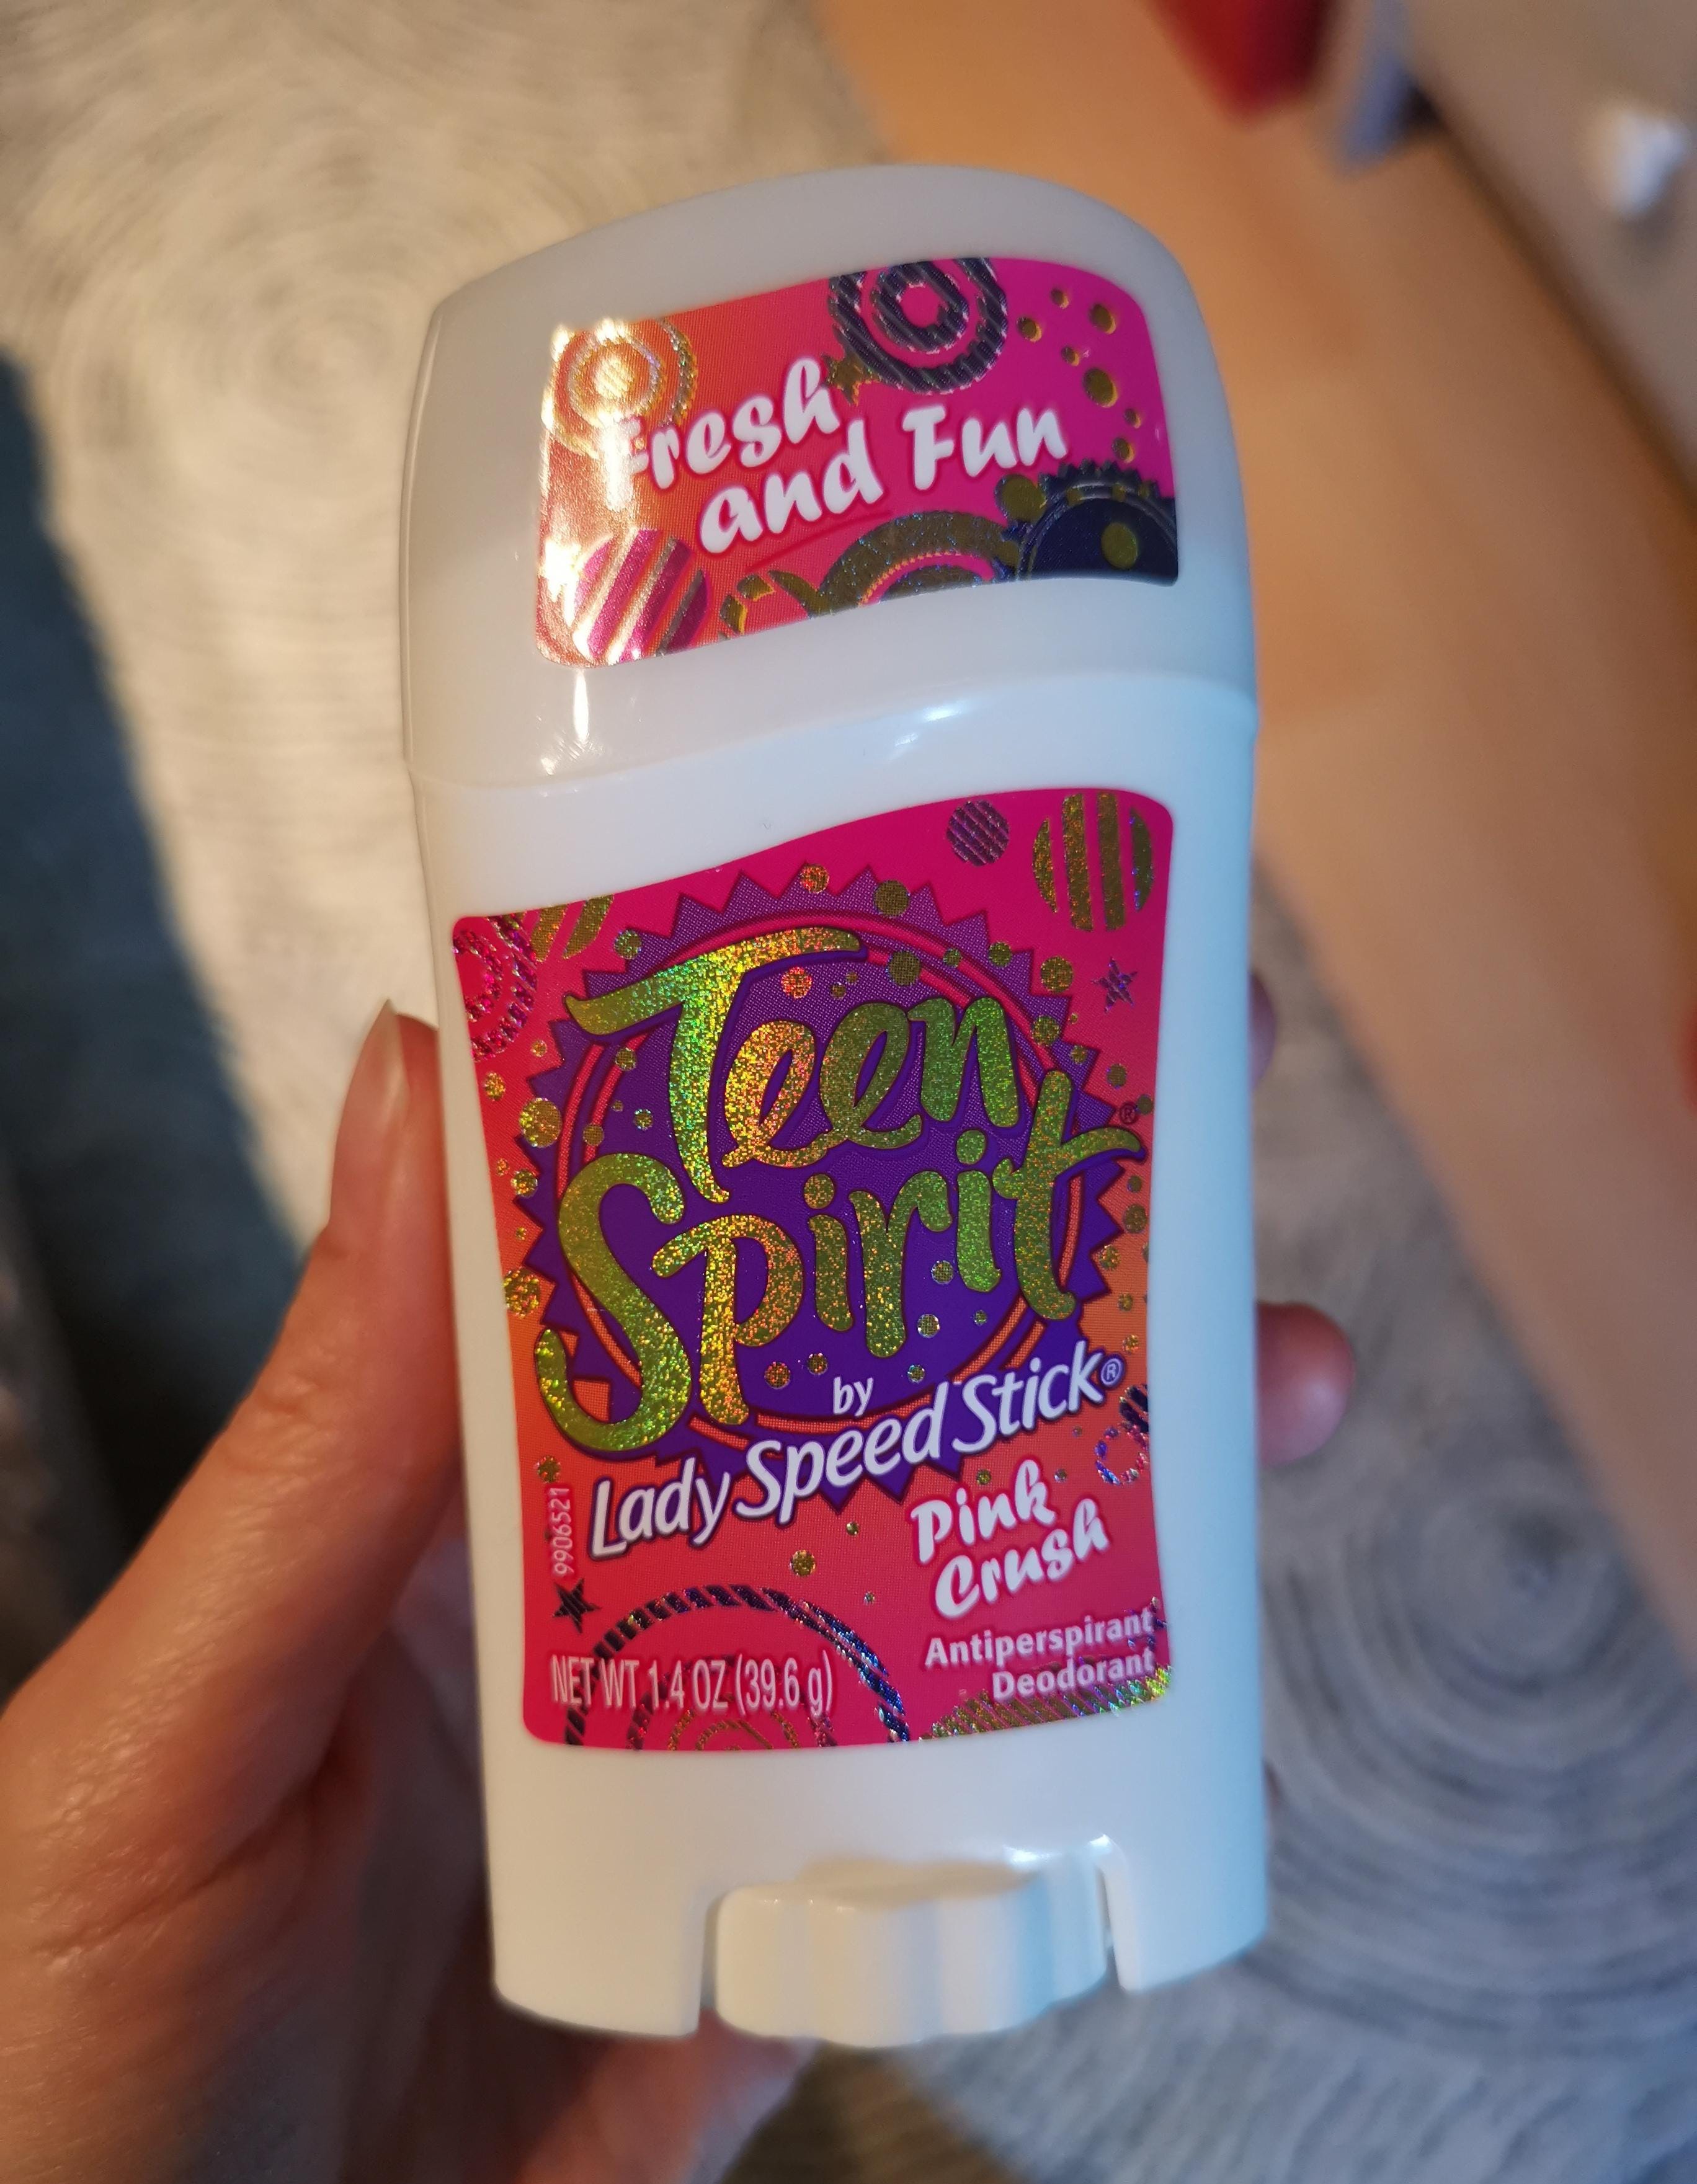 Fresh
and Fun
Teen
Spirit®
by
Lady Speed Stick®
Pink
Crush
9906521
Antiperspirant
Deodorant
NET WT 1.4 OZ (39.6 g)